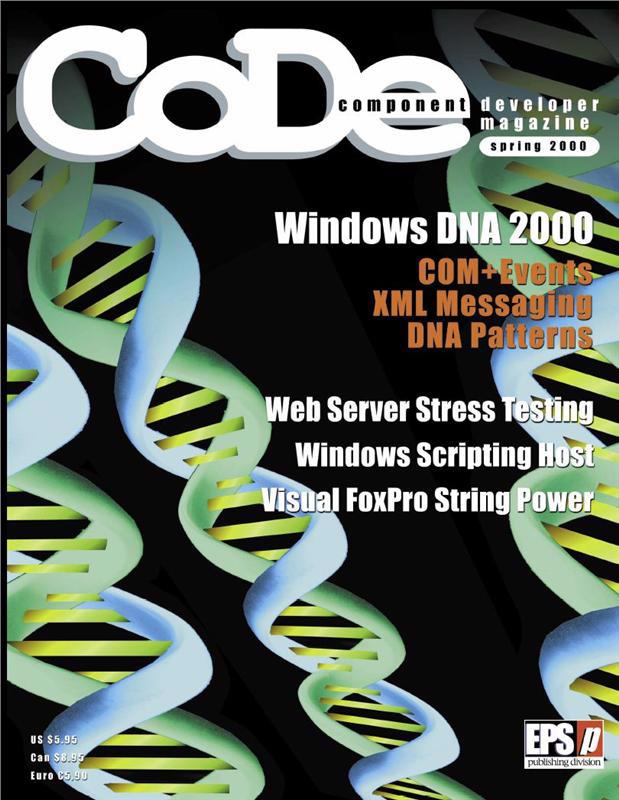 CoDe
component developer
magazine
spring 2000
Windows DNA 2000
COM+Events
XML Messaging
DNA Patterns
Web Server Stress Testing
Windows Scripting Host
Visual FoxPro String Power
US $5.95
Can $8.95
Euro €5,90
EPS p
publishing division